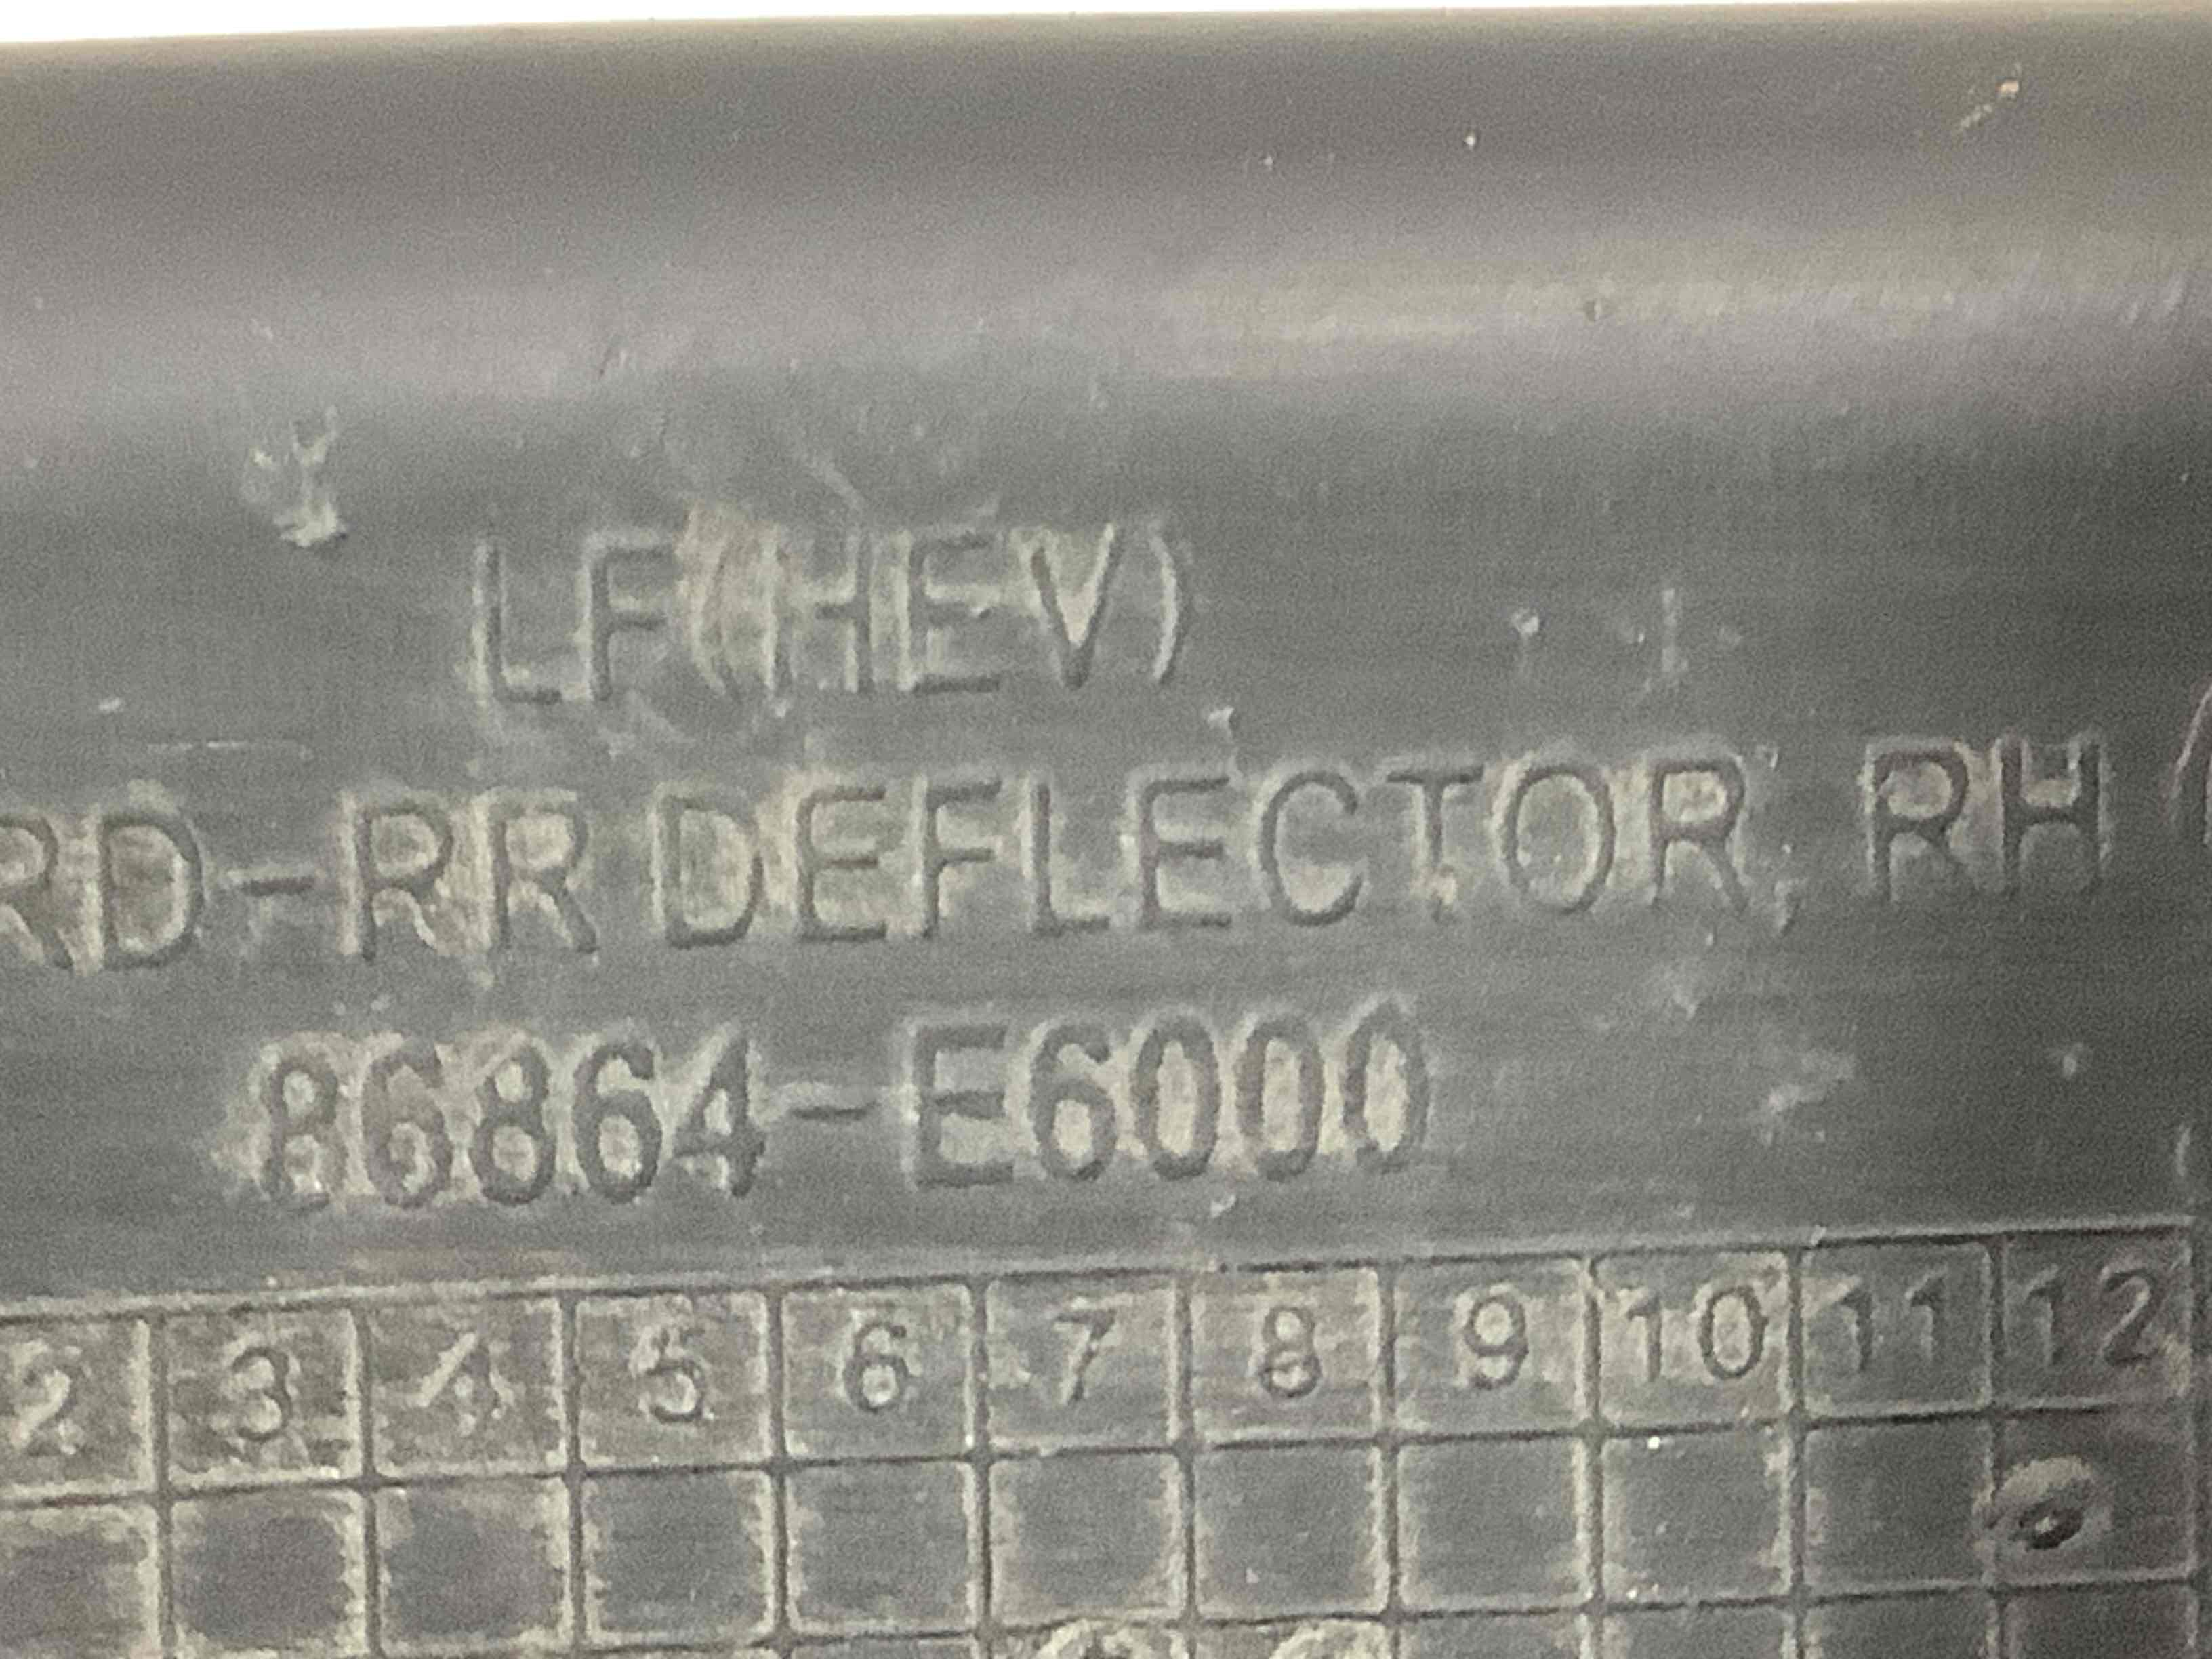 LF(HEV)
RD-RR DEFLECTOR, RH (
86864-E6000
2 3 4 5 6 7 8 9 10 11 12